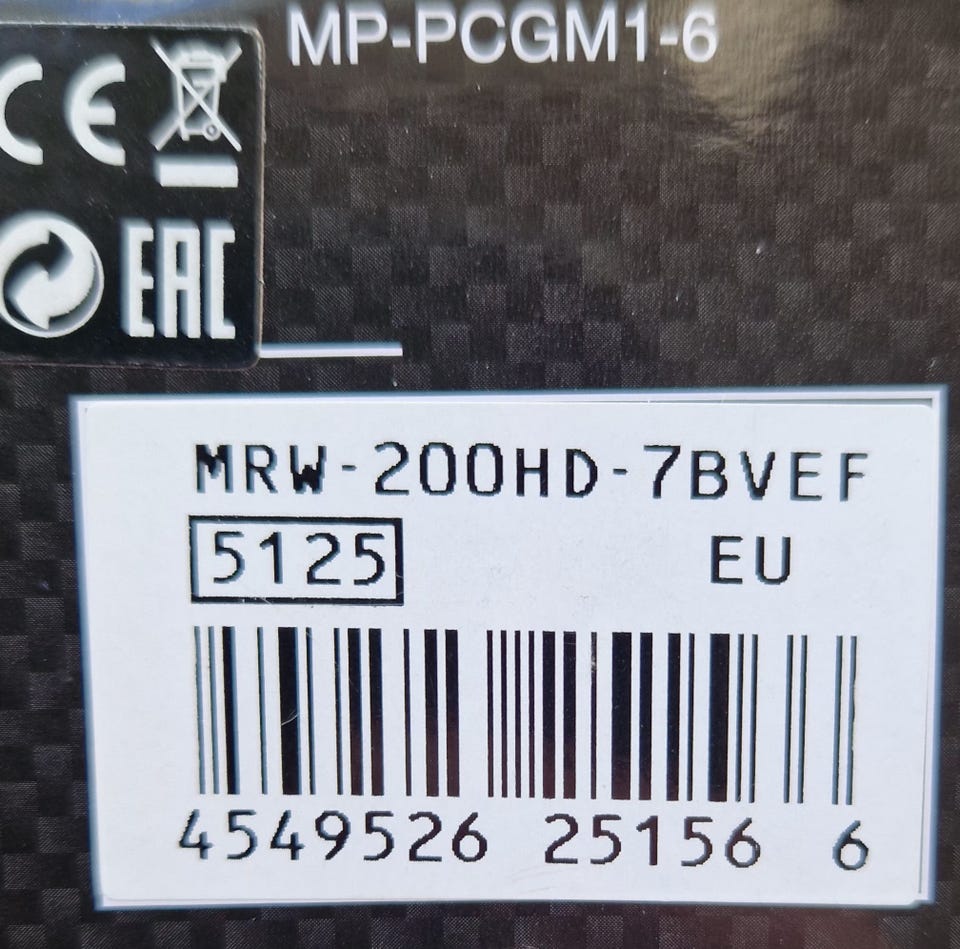 MP-PCGM1-6
CE
EAC
MRW-200HD-7BVEF
5125 EU
4549526 25156 6